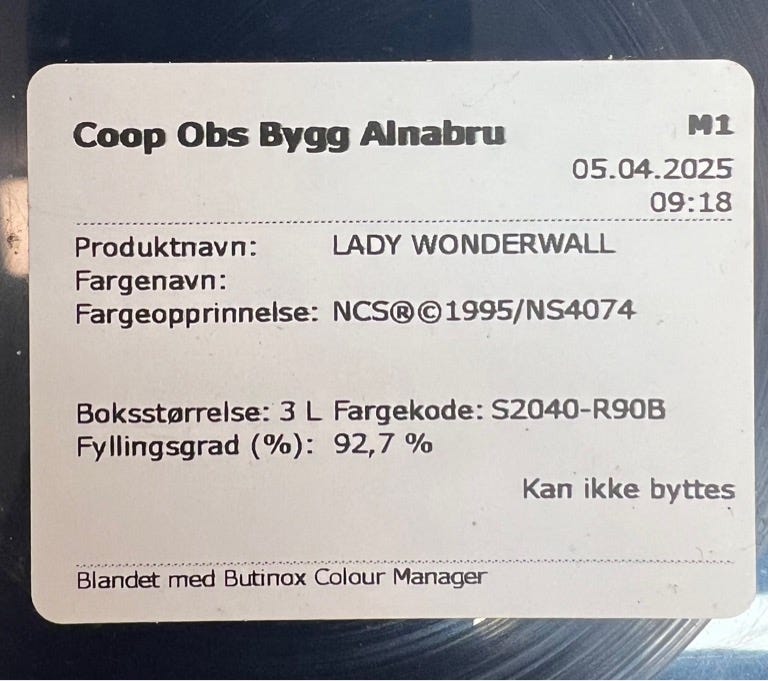 Coop Obs Bygg Alnabru M1
05.04.2025
09:18
Produktnavn: LADY WONDERWALL
Fargenavn:
Fargeopprinnelse: NCS®©1995/NS4074
Boksstørrelse: 3 L Fargekode: S2040-R90B
Fyllingsgrad (%): 92,7 %
Kan ikke byttes
Blandet med Butinox Colour Manager